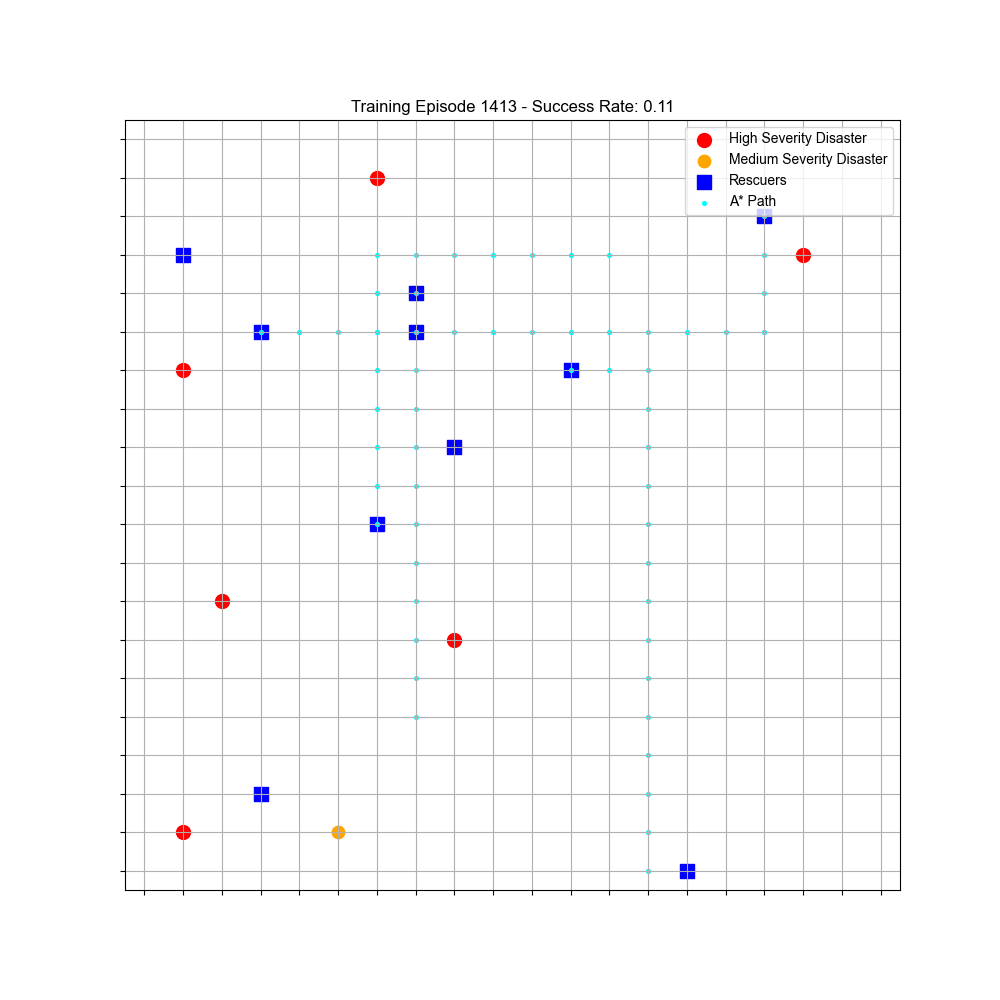 Training Episode 1413 - Success Rate: 0.11
High Severity Disaster
Medium Severity Disaster
Rescuers
A* Path